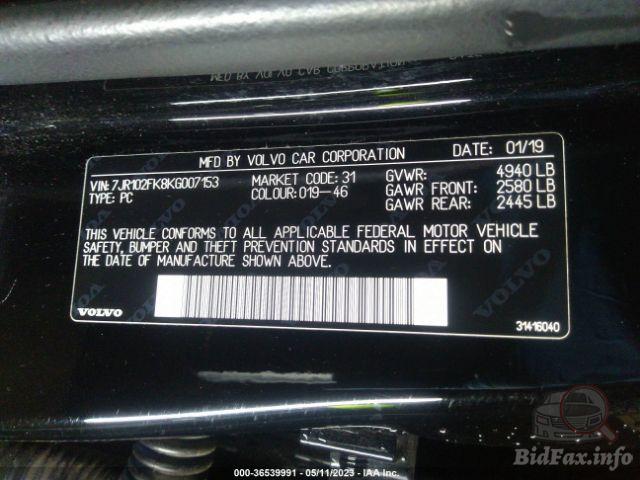 MFD BY VOLVO CAR CORPORATION DATE: 01/19
VIN: 7JR102FK8KG007153 MARKET CODE: 31 GVWR: 4940 LB
TYPE: PC COLOUR: 019-46 GAWR FRONT: 2580 LB
GAWR REAR: 2445 LB
THIS VEHICLE CONFORMS TO ALL APPLICABLE FEDERAL MOTOR VEHICLE
SAFETY, BUMPER AND THEFT PREVENTION STANDARDS IN EFFECT ON
THE DATE OF MANUFACTURE SHOWN ABOVE.
VOLVO
31416040
© 36539991 - 05/11/2023 - IAA Inc.
BidFax.info